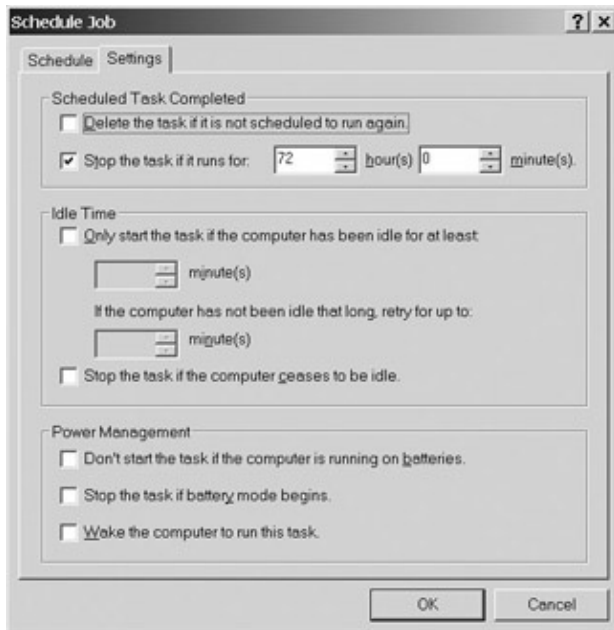 Schedule Job
Schedule Settings
Scheduled Task Completed
Delete the task if it is not scheduled to run again.
Stop the task if it runs for: 72 hour(s) 0 minute(s).
Idle Time
Only start the task if the computer has been idle for at least:
minute(s)
If the computer has not been idle that long, retry for up to:
minute(s)
Stop the task if the computer ceases to be idle.
Power Management
Don't start the task if the computer is running on batteries.
Stop the task if battery mode begins.
Wake the computer to run this task.
OK Cancel